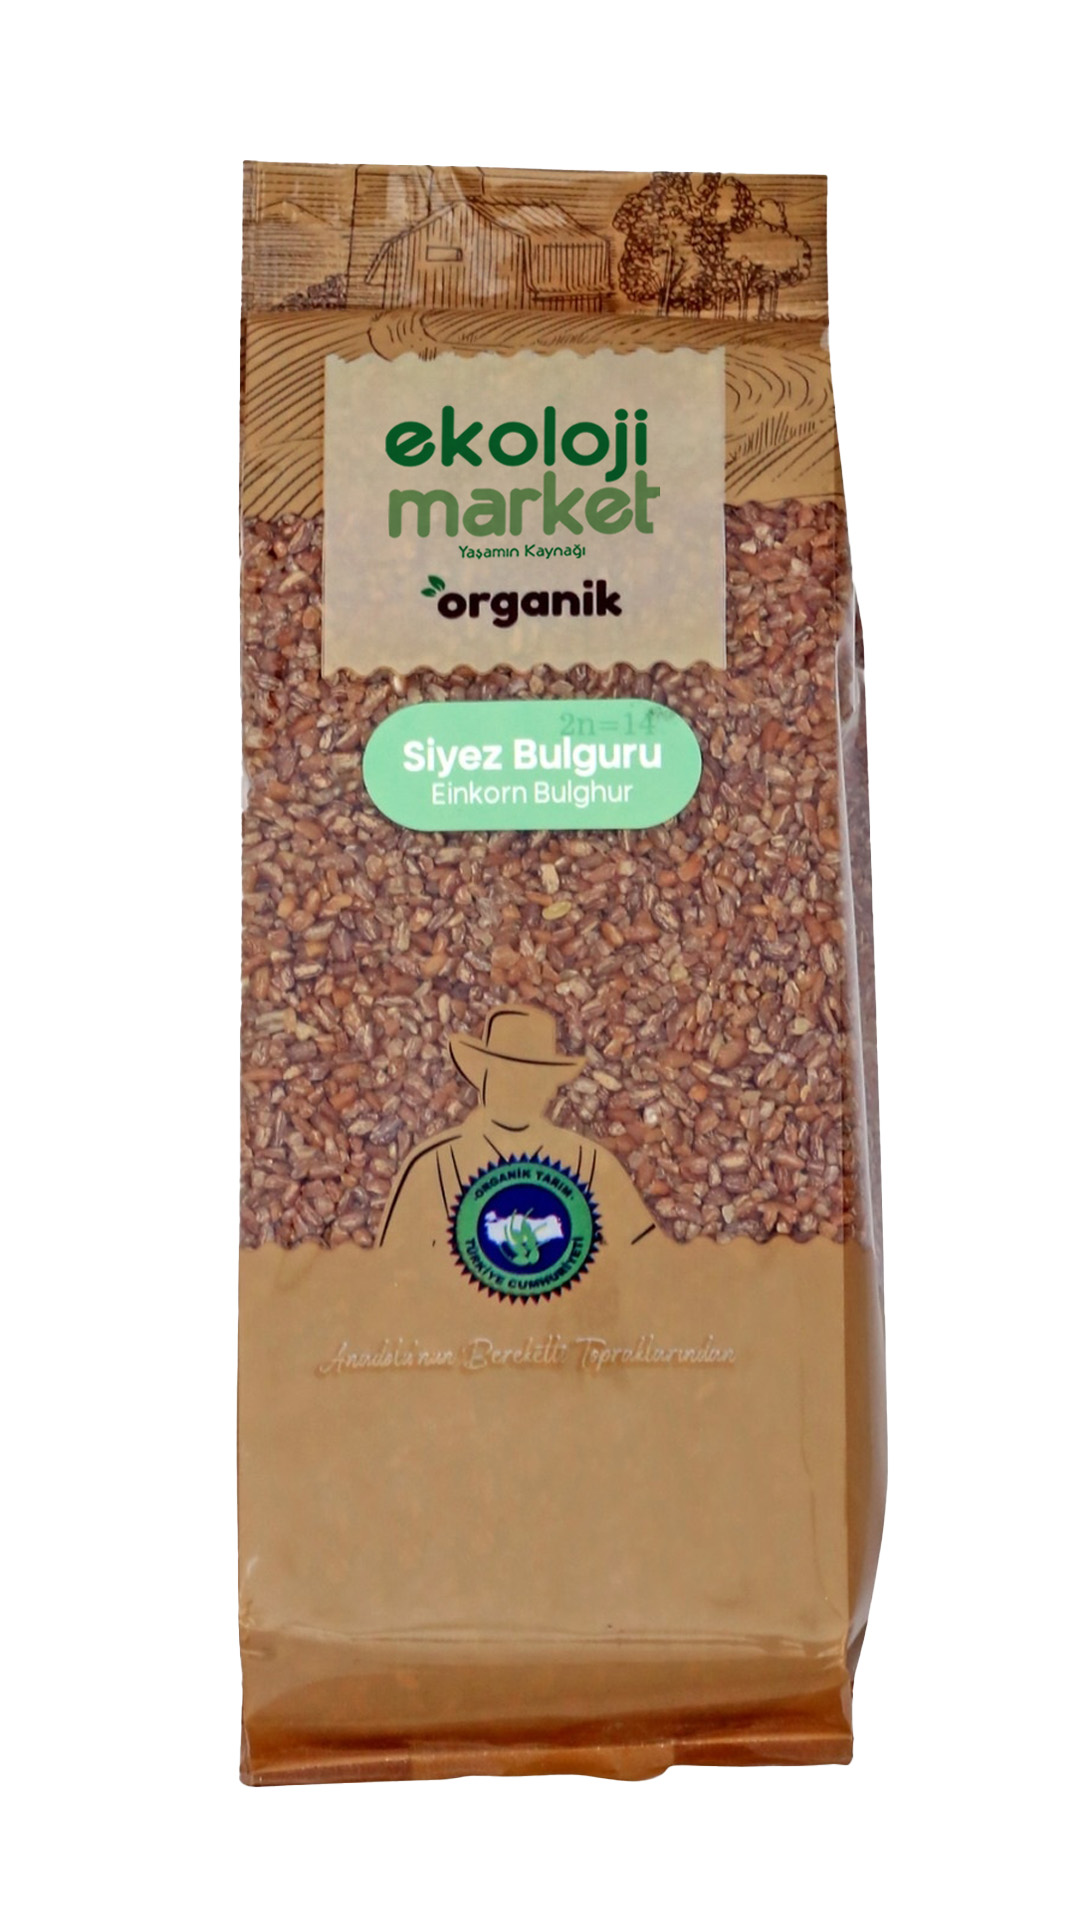 ekoloji
market
Yaşamın Kaynağı
organik
2n=14
Siyez Bulguru
Einkorn Bulghur
ORGANİK TARIM
TÜRKİYE CUMHURİYETİ
Anadolu'nun Bereketli Topraklarından